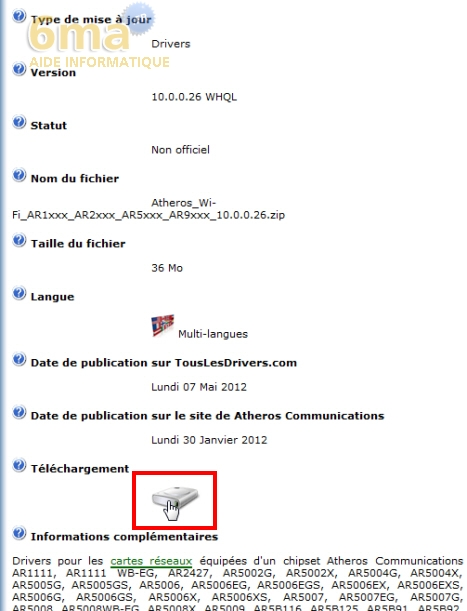 Type de mise à jour
6ma
Drivers
AIDE INFORMATIQUE
Version
10.0.0.26 WHQL
Statut
Non officiel
Nom du fichier
Atheros_Wi-
Fi_AR1xxx_AR2xxx_AR5xxx_AR9xxx_10.0.0.26.zip
Taille du fichier
36 Mo
Langue
Multi-langues
Date de publication sur TousLesDrivers.com
Lundi 07 Mai 2012
Date de publication sur le site de Atheros Communications
Lundi 30 Janvier 2012
Téléchargement
Informations complémentaires
Drivers pour les cartes réseaux équipées d'un chipset Atheros Communications
AR1111, AR1111 WB-EG, AR2427, AR5002G, AR5002X, AR5004G, AR5004X,
AR5005G, AR5005GS, AR5006, AR5006EG, AR5006EGS, AR5006EX, AR5006EXS,
AR5006G, AR5006GS, AR5006X, AR5006XS, AR5007, AR5007EG, AR5007G,
AR5008, AR5008WB-EG, AR5008X, AR5009, AR5B116, AR5B125, AR5B91, AR5B92,